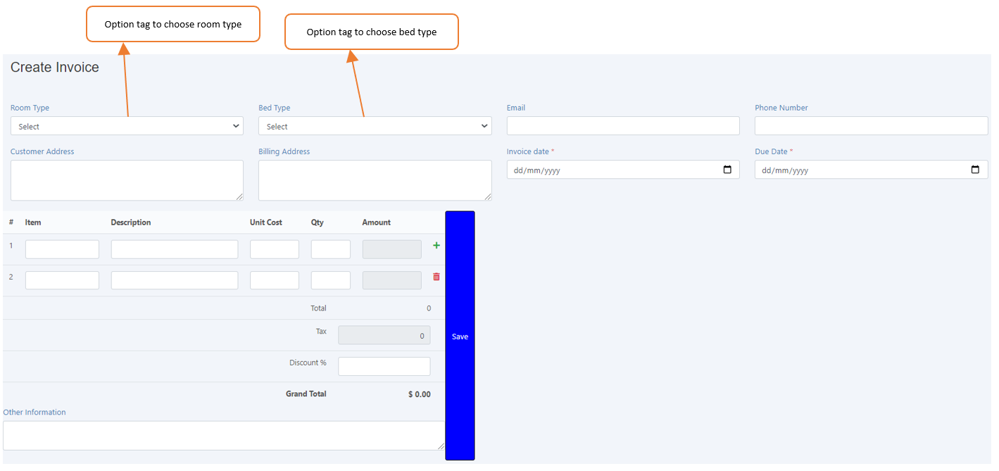 Option tag to choose room type
Option tag to choose bed type
Create Invoice
Room Type
Bed Type
Email
Phone Number
Select
Select
Customer Address
Billing Address
Invoice date *
Due Date *
dd/mm/yyyy
dd/mm/yyyy
# Item Description Unit Cost Qty Amount
1
2
Total 0
Tax 0
Save
Discount %
Grand Total $ 0.00
Other Information